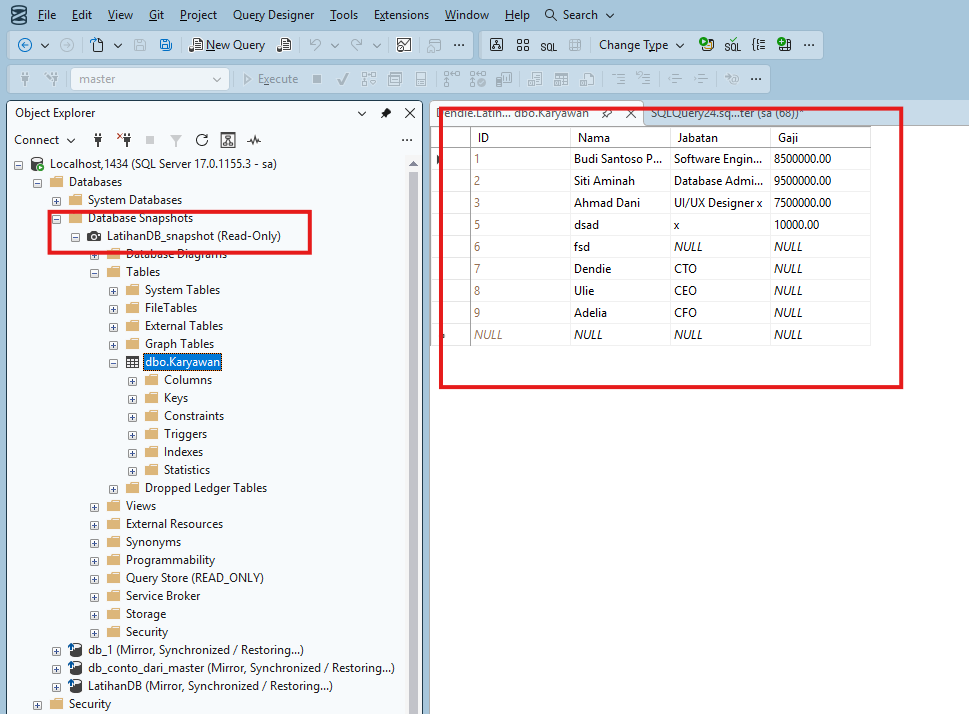 File Edit View Git Project Query Designer Tools Extensions Window Help Search
New Query SQL Change Type SQL
master Execute
Object Explorer
Connect
Localhost,1434 (SQL Server 17.0.1155.3 - sa)
Databases
System Databases
Database Snapshots
LatihanDB_snapshot (Read-Only)
Database Diagrams
Tables
System Tables
FileTables
External Tables
Graph Tables
dbo.Karyawan
Columns
Keys
Constraints
Triggers
Indexes
Statistics
Dropped Ledger Tables
Views
External Resources
Synonyms
Programmability
Query Store (READ_ONLY)
Service Broker
Storage
Security
db_1 (Mirror, Synchronized / Restoring...)
db_conto_dari_master (Mirror, Synchronized / Restoring...)
LatihanDB (Mirror, Synchronized / Restoring...)
Security
Dendie.Latih... dbo.Karyawan SQLQuery24.sq...ter (sa (68))*
ID Nama Jabatan Gaji
1 Budi Santoso P... Software Engin... 8500000.00
2 Siti Aminah Database Admi... 9500000.00
3 Ahmad Dani UI/UX Designer x 7500000.00
5 dsad x 10000.00
6 fsd NULL NULL
7 Dendie CTO NULL
8 Ulie CEO NULL
9 Adelia CFO NULL
NULL NULL NULL NULL